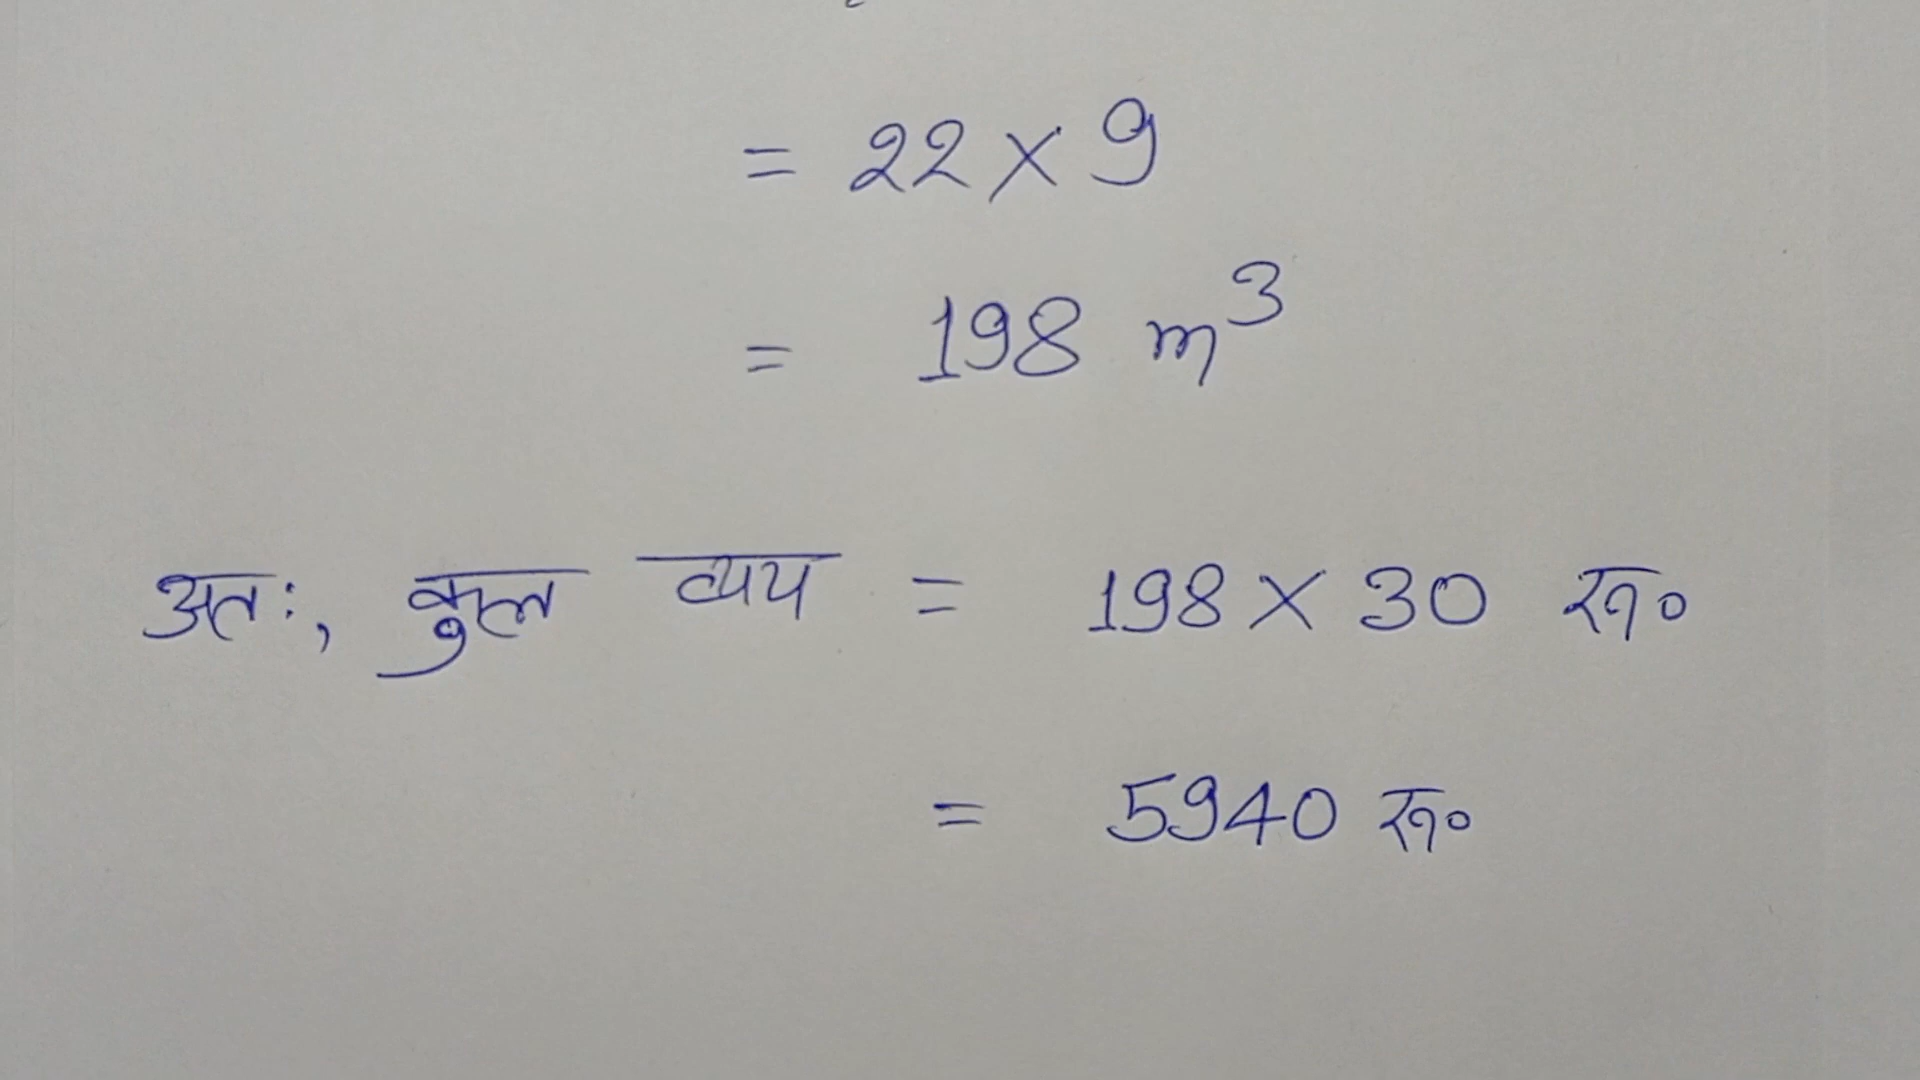 = 22 × 9
= 198 m³
अतः, कुल व्यय = 198 × 30 रू०
= 5940 रू०